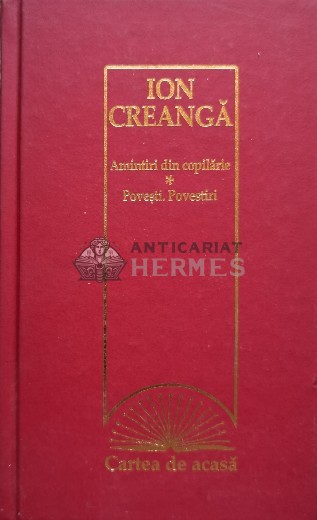 ION
CREANGĂ
Amintiri din copilărie
*
Povești. Povestiri
ANTICARIAT
HERMES
Cartea de acasă